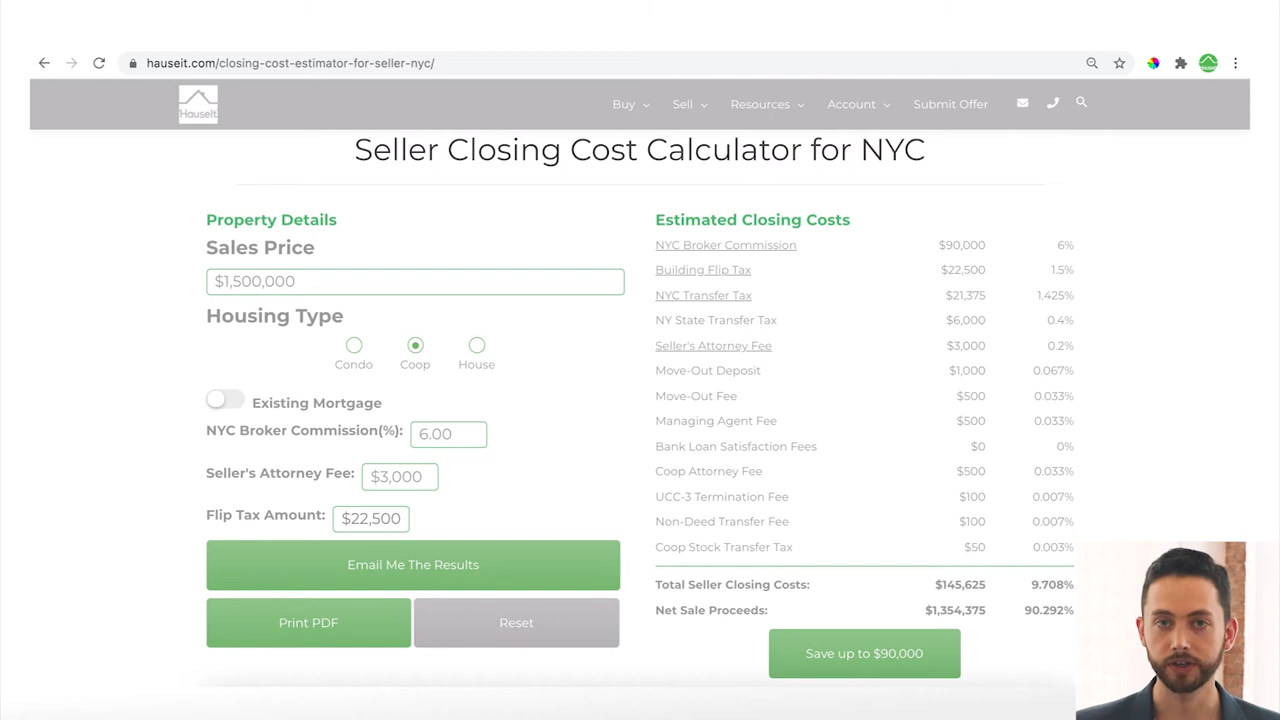 hauseit.com/closing-cost-estimator-for-seller-nyc/
Hauseit
Buy Sell Resources Account Submit Offer
Seller Closing Cost Calculator for NYC
Property Details
Sales Price
$1,500,000
Housing Type
Condo Coop House
Existing Mortgage
NYC Broker Commission(%): 6.00
Seller's Attorney Fee: $3,000
Flip Tax Amount: $22,500
Email Me The Results
Print PDF Reset
Estimated Closing Costs
NYC Broker Commission $90,000 6%
Building Flip Tax $22,500 1.5%
NYC Transfer Tax $21,375 1.425%
NY State Transfer Tax $6,000 0.4%
Seller's Attorney Fee $3,000 0.2%
Move-Out Deposit $1,000 0.067%
Move-Out Fee $500 0.033%
Managing Agent Fee $500 0.033%
Bank Loan Satisfaction Fees $0 0%
Coop Attorney Fee $500 0.033%
UCC-3 Termination Fee $100 0.007%
Non-Deed Transfer Fee $100 0.007%
Coop Stock Transfer Tax $50 0.003%
Total Seller Closing Costs: $145,625 9.708%
Net Sale Proceeds: $1,354,375 90.292%
Save up to $90,000